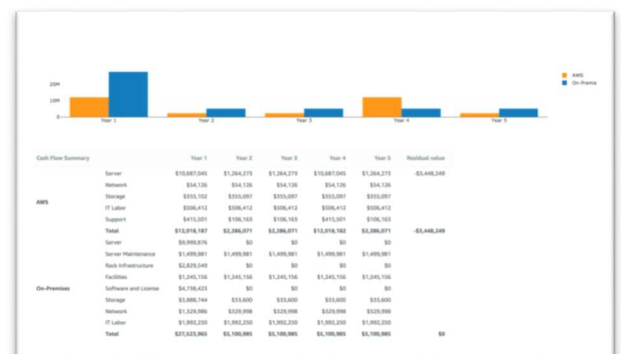 20M
10M
0
Year 1 Year 2 Year 3 Year 4 Year 5
AWS
On-Premis
Cash Flow Summary Year 1 Year 2 Year 3 Year 4 Year 5 Residual value
AWS
Server $10,687,045 $1,264,273 $1,264,273 $10,687,045 $1,264,273 -$3,448,249
Network $54,126 $54,126 $54,126 $54,126 $54,126
Storage $355,102 $355,097 $355,097 $355,097 $355,097
IT Labor $506,412 $506,412 $506,412 $506,412 $506,412
Support $415,501 $106,163 $106,163 $415,501 $106,163
Total $12,018,187 $2,286,071 $2,286,071 $12,018,182 $2,286,071 -$3,448,249
On-Premises
Server $9,999,876 $0 $0 $0 $0
Server Maintenance $1,499,981 $1,499,981 $1,499,981 $1,499,981 $1,499,981
Rack Infrastructure $2,829,549 $0 $0 $0 $0
Facilities $1,245,156 $1,245,156 $1,245,156 $1,245,156 $1,245,156
Software and License $4,738,423 $0 $0 $0 $0
Storage $3,888,744 $33,600 $33,600 $33,600 $33,600
Network $1,329,986 $329,998 $329,998 $329,998 $329,998
IT Labor $1,992,250 $1,992,250 $1,992,250 $1,992,250 $1,992,250
Total $27,523,965 $5,100,985 $5,100,985 $5,100,985 $5,100,985 $0